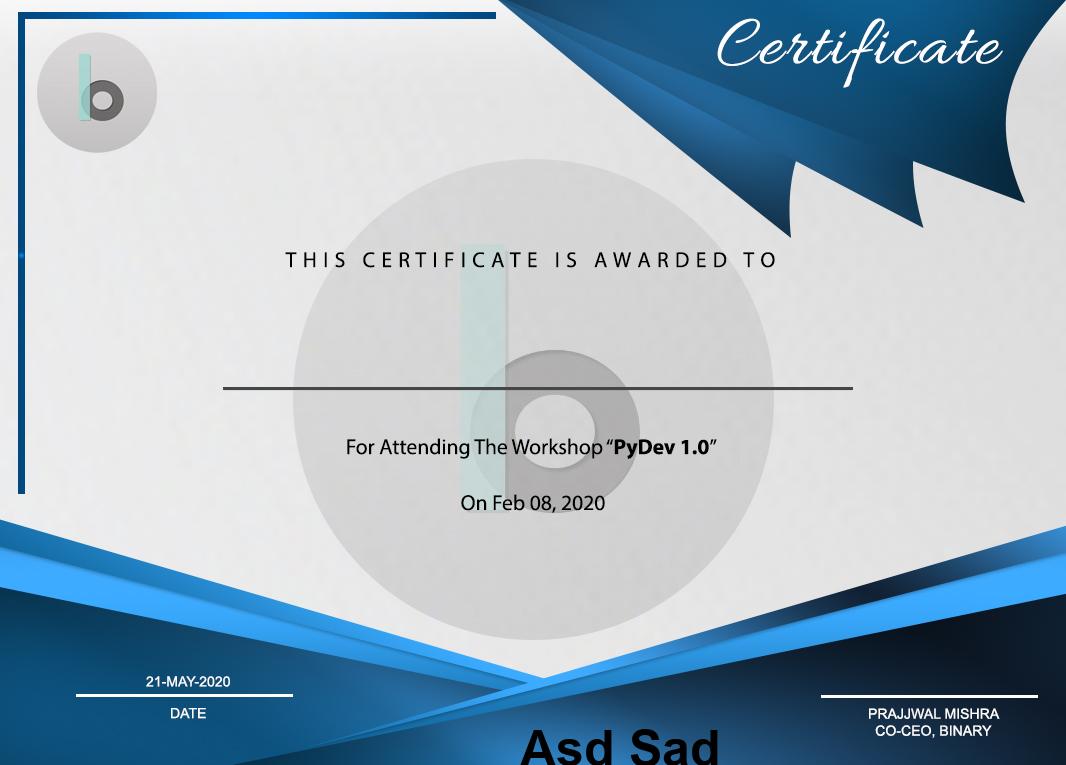 Certificate
b
THIS CERTIFICATE IS AWARDED TO
For Attending The Workshop “PyDev 1.0”
On Feb 08, 2020
21-MAY-2020
DATE
PRAJJWAL MISHRA
CO-CEO, BINARY
Asd Sad